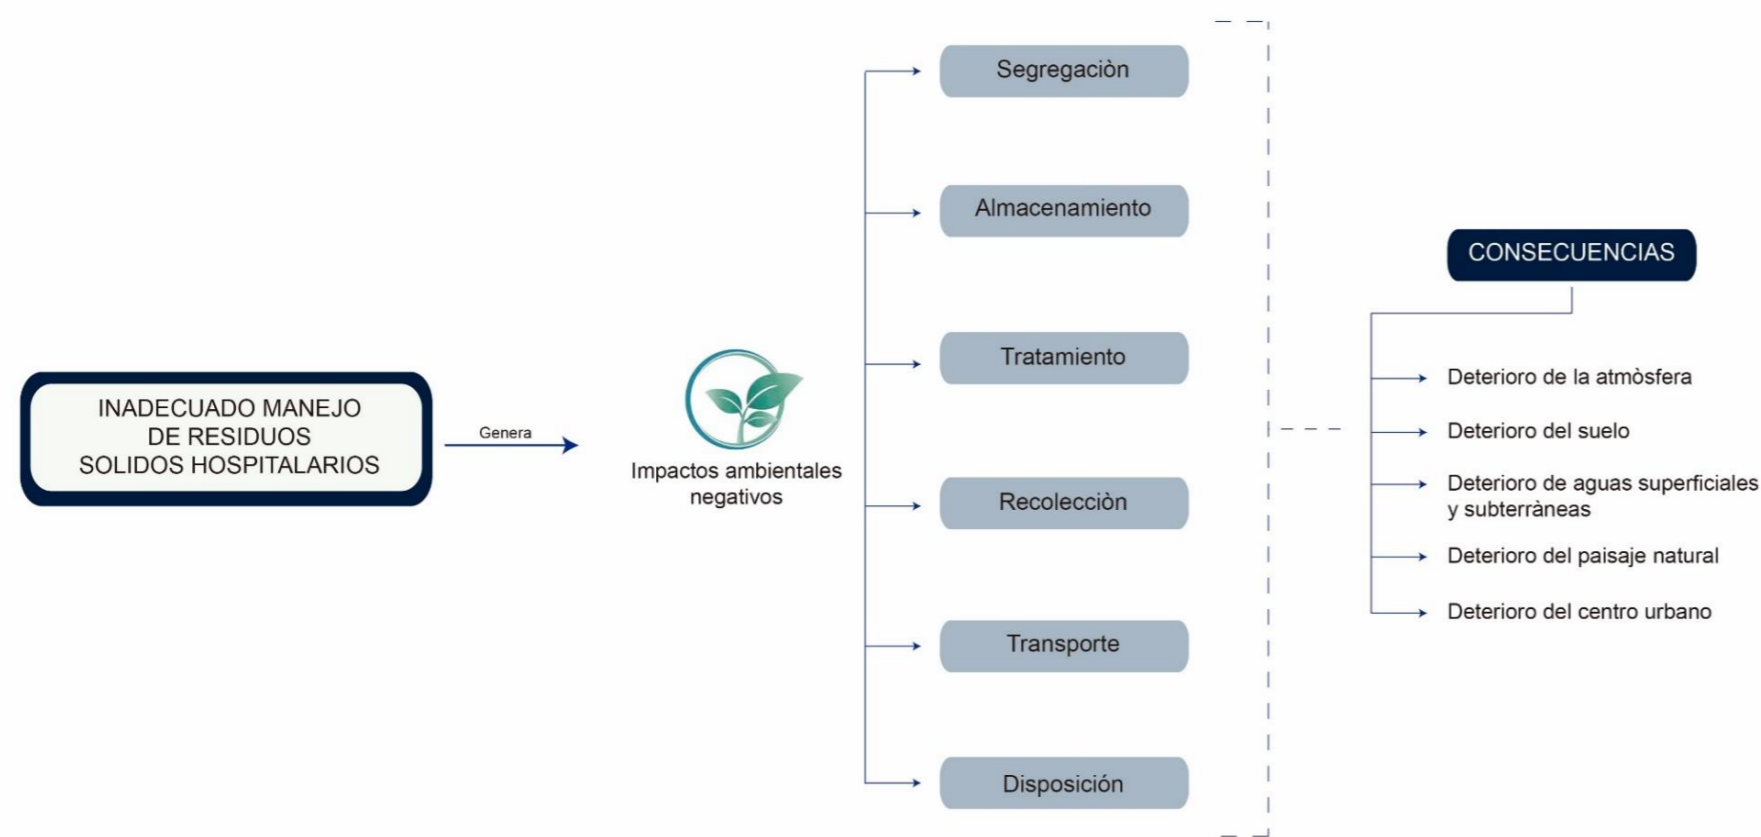 INADECUADO MANEJO
DE RESIDUOS
SOLIDOS HOSPITALARIOS
Genera
Impactos ambientales
negativos
Segregaciòn
Almacenamiento
Tratamiento
Recolecciòn
Transporte
Disposición
CONSECUENCIAS
Deterioro de la atmòsfera
Deterioro del suelo
Deterioro de aguas superficiales
y subterràneas
Deterioro del paisaje natural
Deterioro del centro urbano